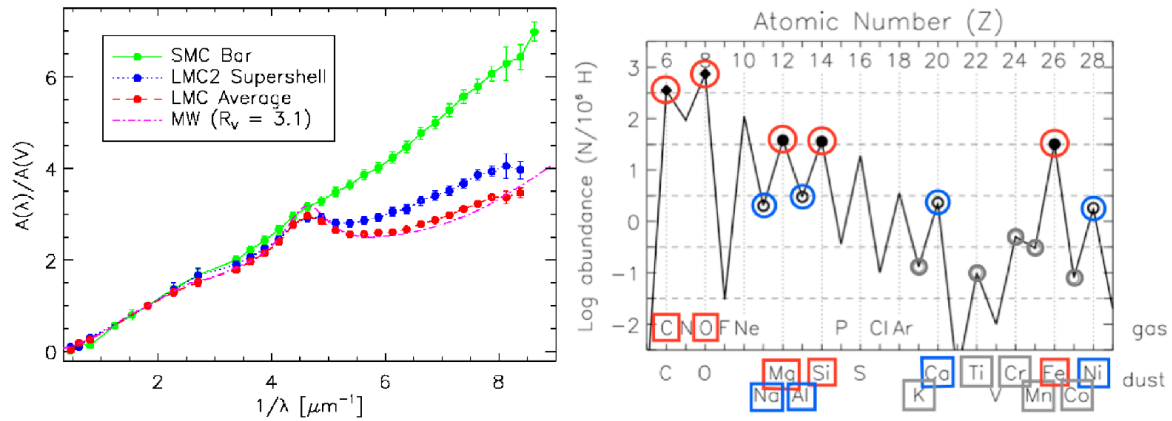 SMC Bar
LMC2 Supershell
LMC Average
MW (Rv = 3.1)
A(λ)/A(V)
6
4
2
0
2 4 6 8
1/λ [μm⁻¹]
Atomic Number (Z)
6 8 10 12 14 16 18 20 22 24 26 28
Log abundance (N/10⁶ H)
3
2
1
0
-1
-2
C N O F Ne P Cl Ar gas
C O Mg Si S Ca Ti Cr Fe Ni dust
Na Al K V Mn Co